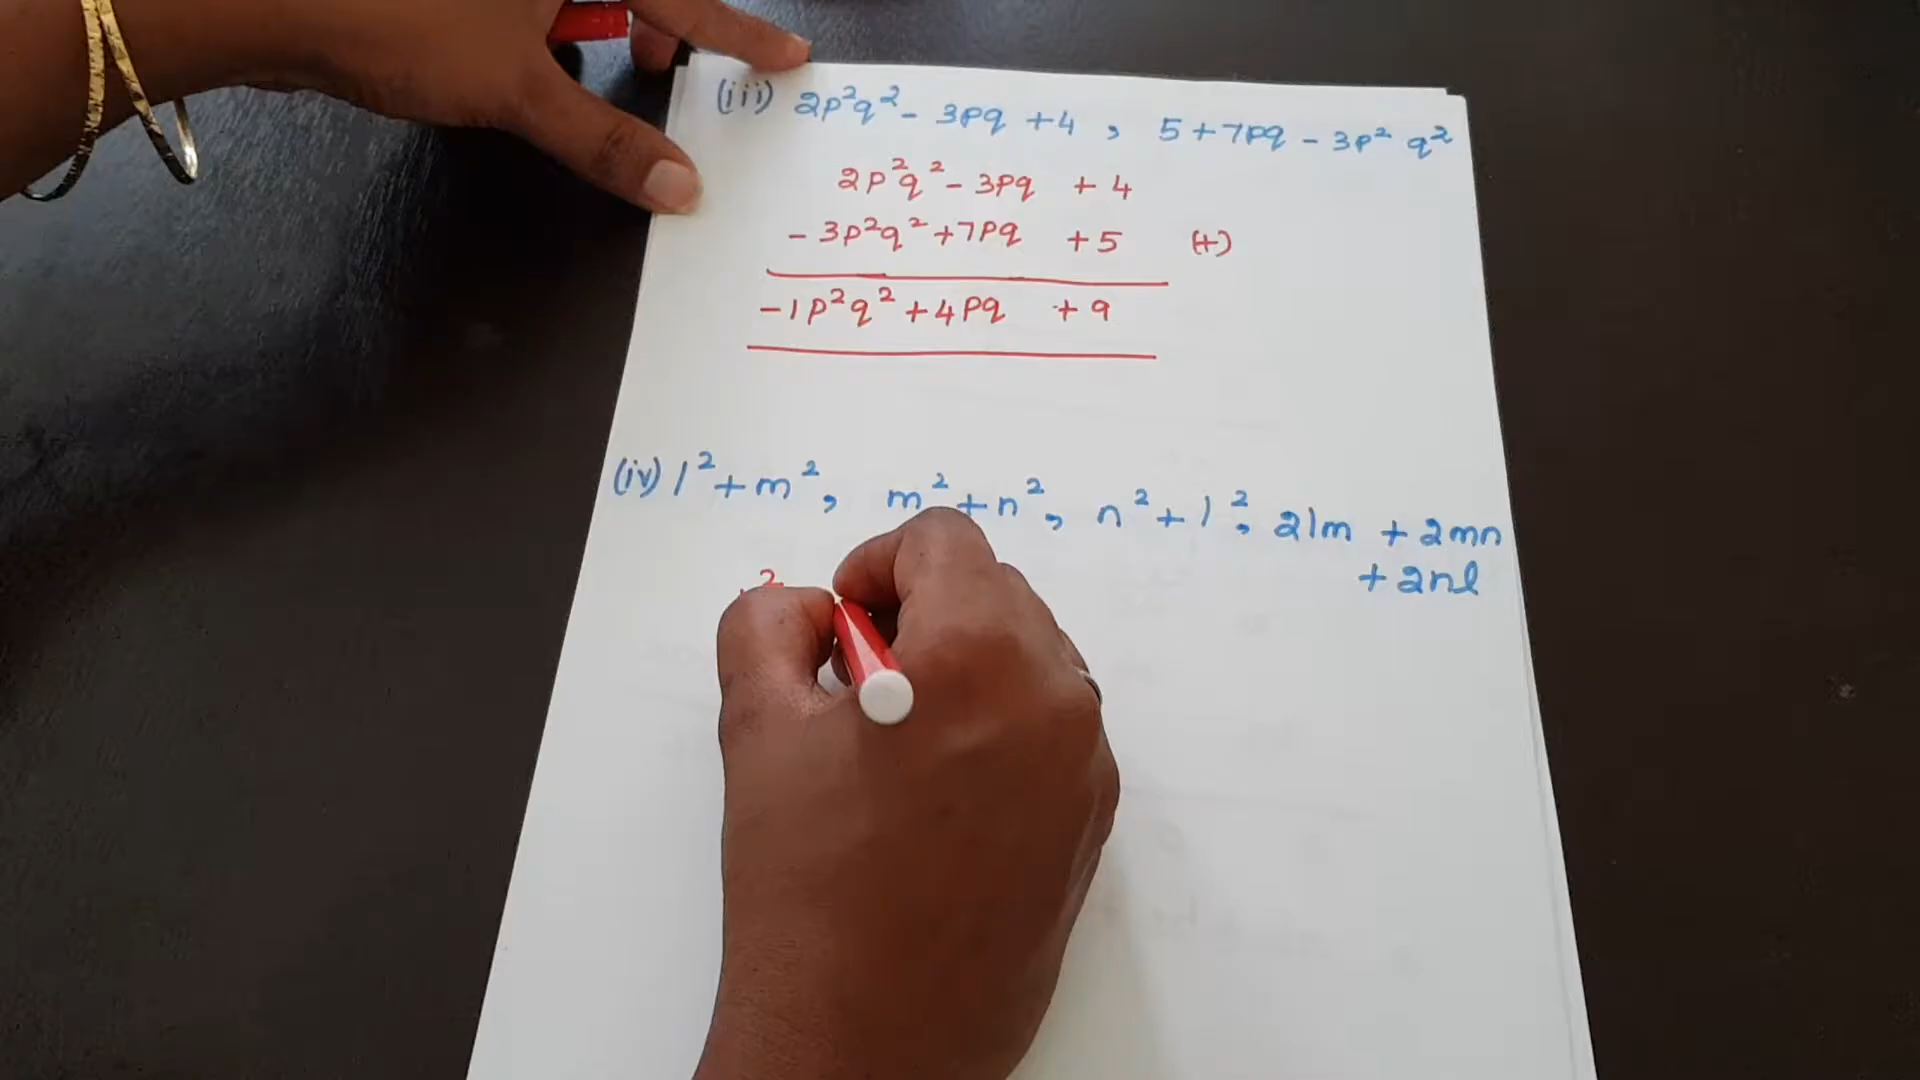 (iii) 2p²q² - 3pq + 4 , 5 + 7pq - 3p² q²
2p²q² - 3pq + 4
- 3p²q² + 7pq + 5 (+)
- 1p²q² + 4pq + 9
(iv) l² + m², m² + n², n² + l², 2lm + 2mn
+ 2nl
2